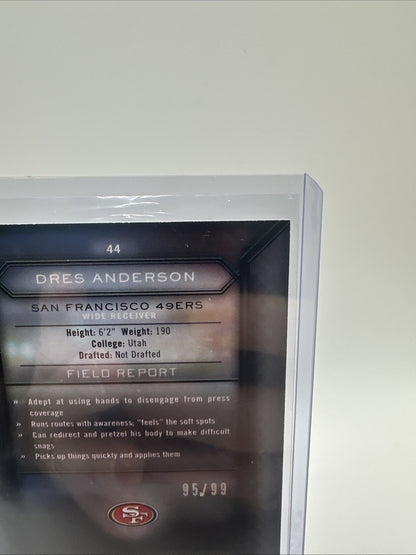 44
DRES ANDERSON
SAN FRANCISCO 49ERS
WIDE RECEIVER
Height: 6'2" Weight: 190
College: Utah
Drafted: Not Drafted
FIELD REPORT
» Adept at using hands to disengage from press
coverage
» Runs routes with awareness; "feels" the soft spots
» Can redirect and pretzel his body to make difficult
snags
» Picks up things quickly and applies them
95/99
SF